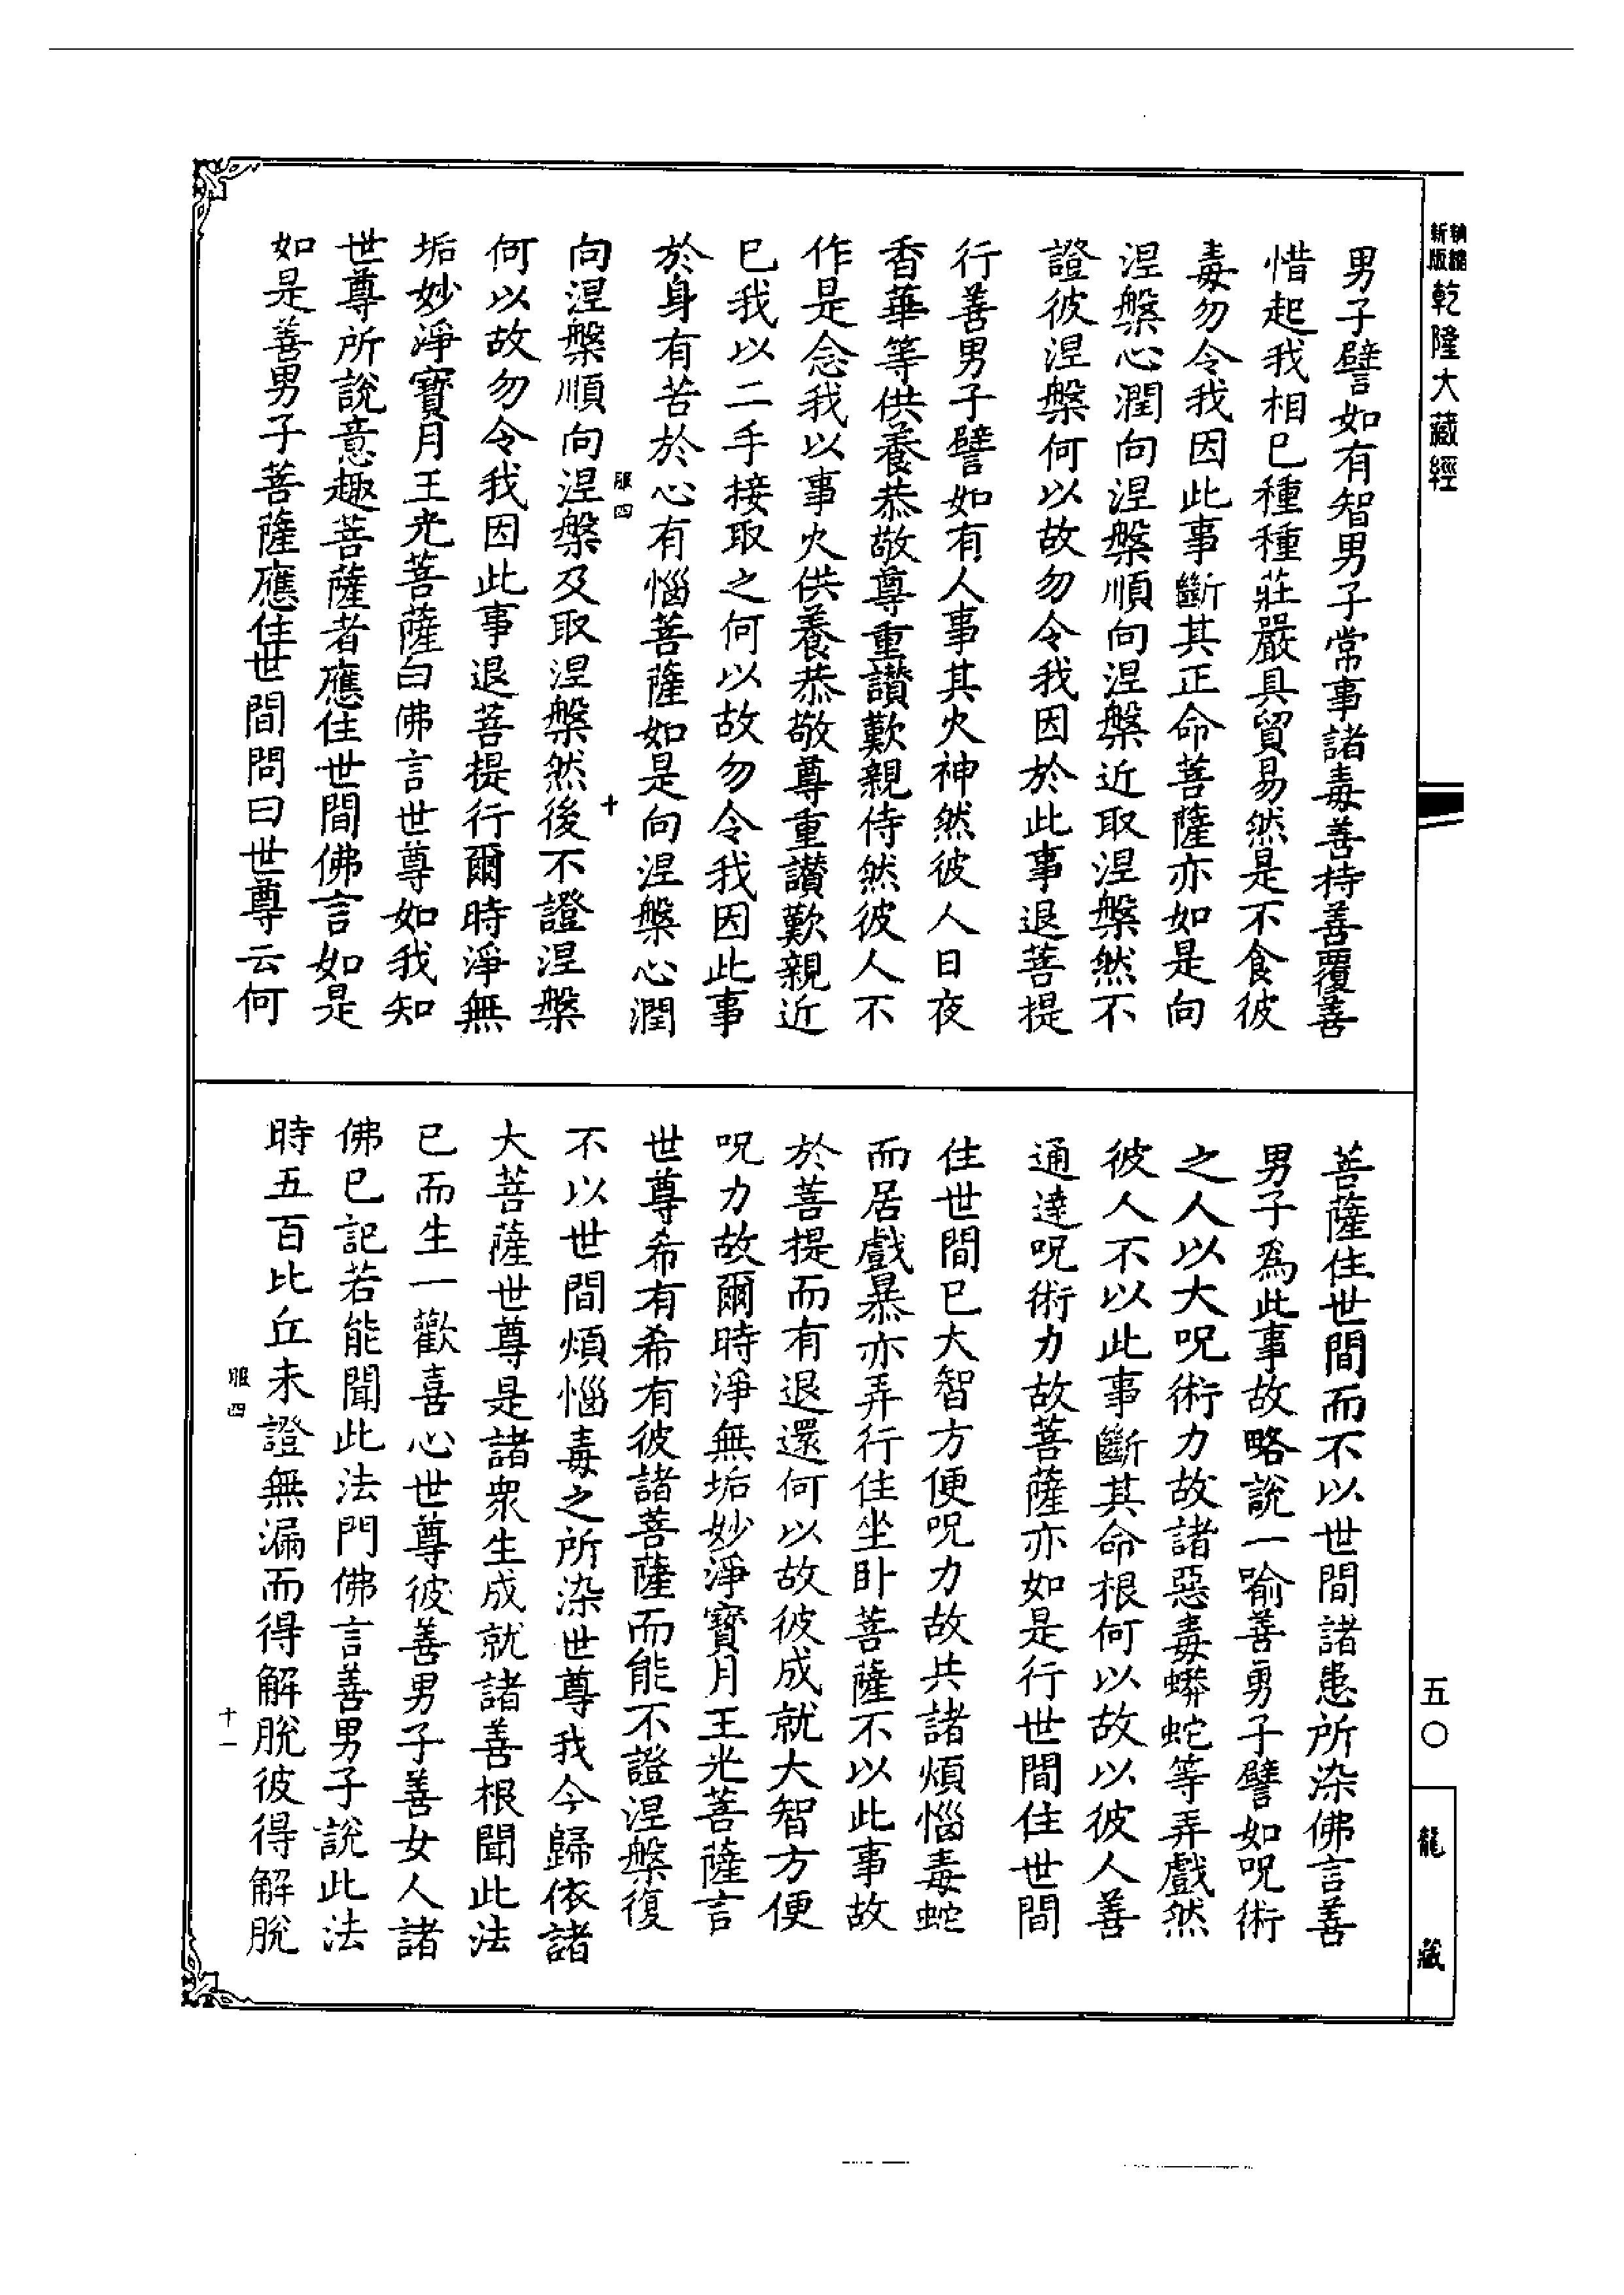 新版
乾隆大藏經
男子譬如有智男子常事諸毒善持善覆善
惜起我相已種種莊嚴具貿易然是不食彼
毒勿令我因此事斷其正命菩薩亦如是向
涅槃心潤向涅槃順向涅槃近取涅槃然不
證彼涅槃何以故勿令我因於此事退菩提
行善男子譬如有人事其火神然彼人日夜
香華等供養恭敬尊重讚歎親侍然彼人不
作是念我以事火供養恭敬尊重讚歎親近
已我以二手接取之何以故勿令我因此事
於身有苦於心有惱菩薩如是向涅槃心潤
服四
十
向涅槃順向涅槃及取涅槃然後不證涅槃
何以故勿令我因此事退菩提行爾時淨無
垢妙淨寶月王光菩薩白佛言世尊如我知
世尊所說意趣菩薩者應住世間佛言如是
如是善男子菩薩應住世間問曰世尊云何
菩薩住世間而不以世間諸患所染佛言善
男子為此事故略說一喻善男子譬如呪術
之人以大呪術力故諸惡毒蟒蛇等弄戲然
彼人不以此事斷其命根何以故以彼人善
通達呪術力故菩薩亦如是行世間住世間
住世間已大智方便呪力故共諸煩惱毒蛇
而居戲暴亦弄行住坐卧菩薩不以此事故
於菩提而有退還何以故彼成就大智方便
呪力故爾時淨無垢妙淨寶月王光菩薩言
世尊希有希有彼諸菩薩而能不證涅槃復
不以世間煩惱毒之所染世尊我今歸依諸
大菩薩世尊是諸衆生成就諸善根聞此法
已而生一歡喜心世尊彼善男子善女人諸
佛已記若能聞此法門佛言善男子說此法
時五百比丘未證無漏而得解脫彼得解脫
服四
十一
五〇
龍藏